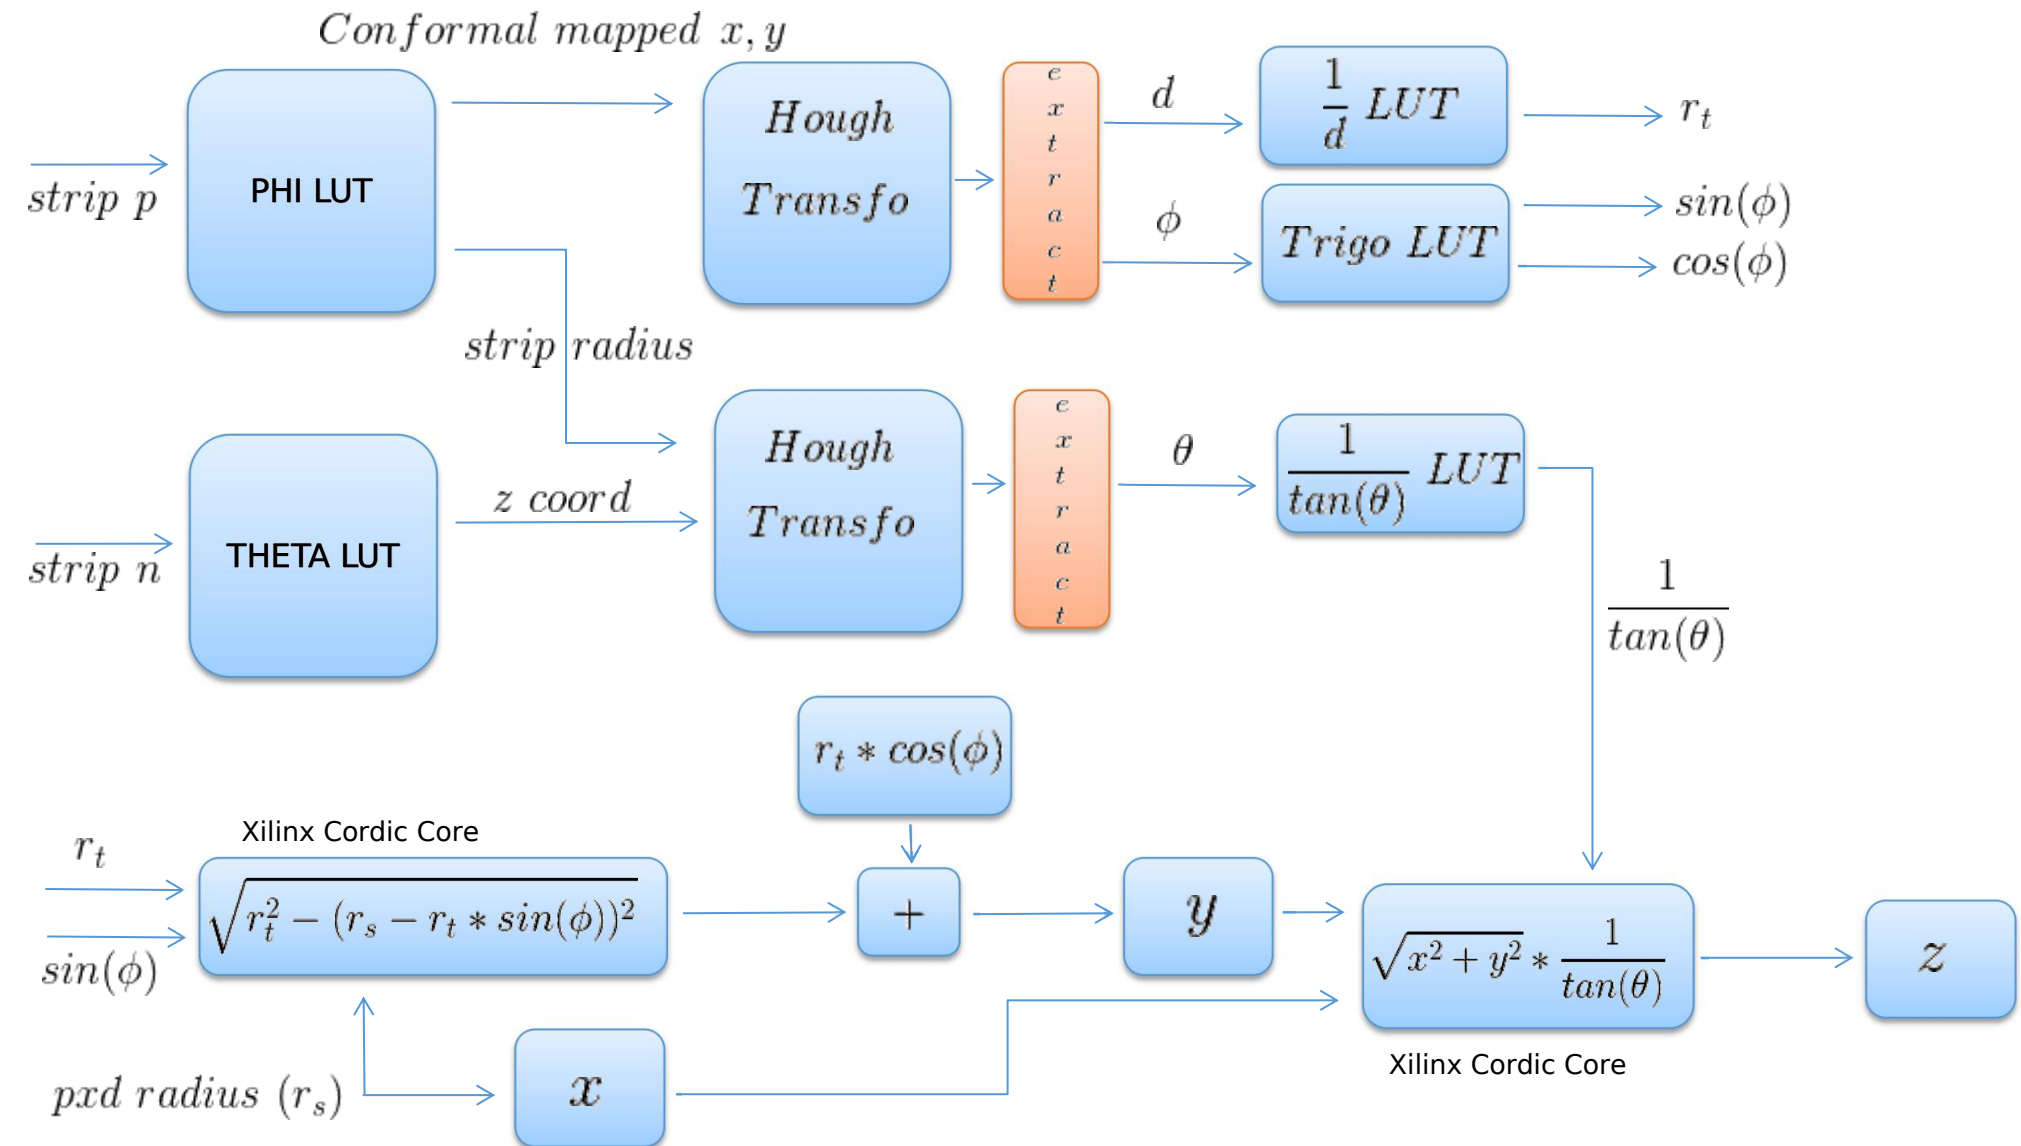 Conformal mapped x, y
strip p
PHI LUT
Hough
Transfo
e
x
t
r
a
c
t
d
ϕ
1/d LUT
Trigo LUT
r_t
sin(ϕ)
cos(ϕ)
strip radius
strip n
THETA LUT
z coord
Hough
Transfo
e
x
t
r
a
c
t
θ
1/tan(θ) LUT
1/tan(θ)
r_t * cos(ϕ)
Xilinx Cordic Core
r_t
sin(ϕ)
√(r_t^2 − (r_s − r_t * sin(ϕ))^2)
+
y
√(x^2 + y^2) * 1/tan(θ)
z
Xilinx Cordic Core
pxd radius (r_s)
x